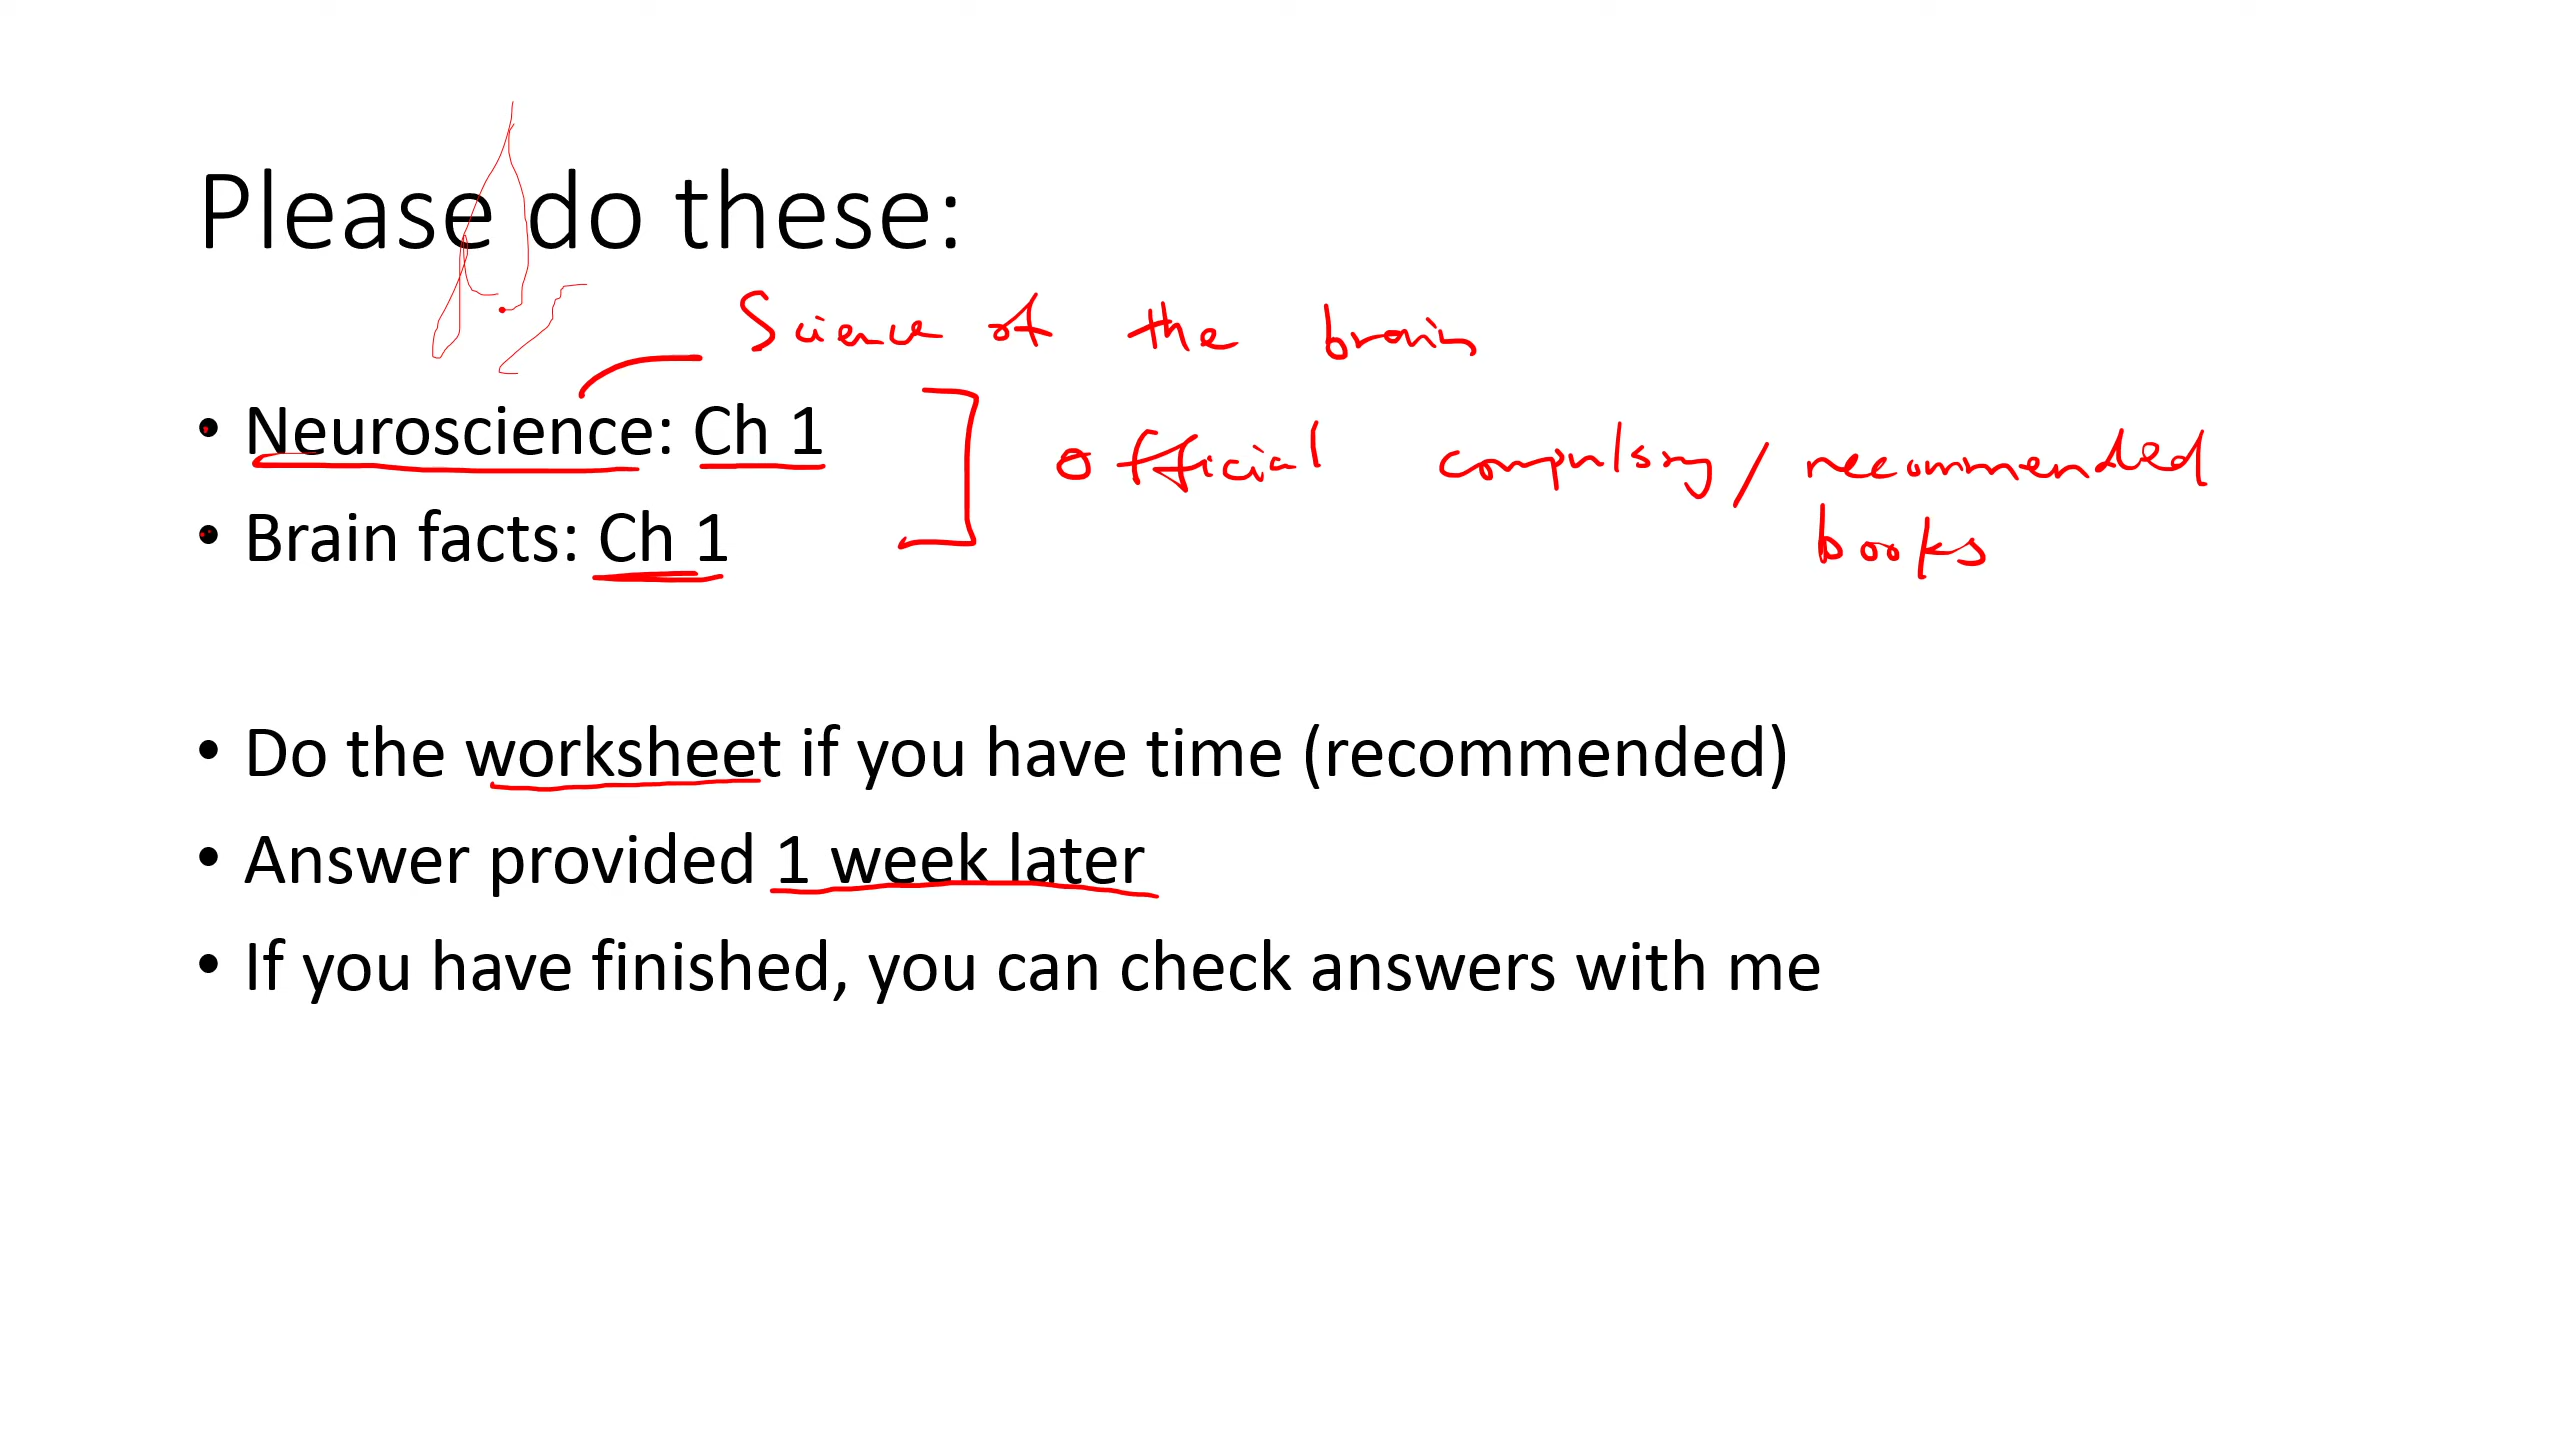 Please do these:
Science of the brain
• Neuroscience: Ch 1
official compulsory/recommended
books
• Brain facts: Ch 1
• Do the worksheet if you have time (recommended)
• Answer provided 1 week later
• If you have finished, you can check answers with me